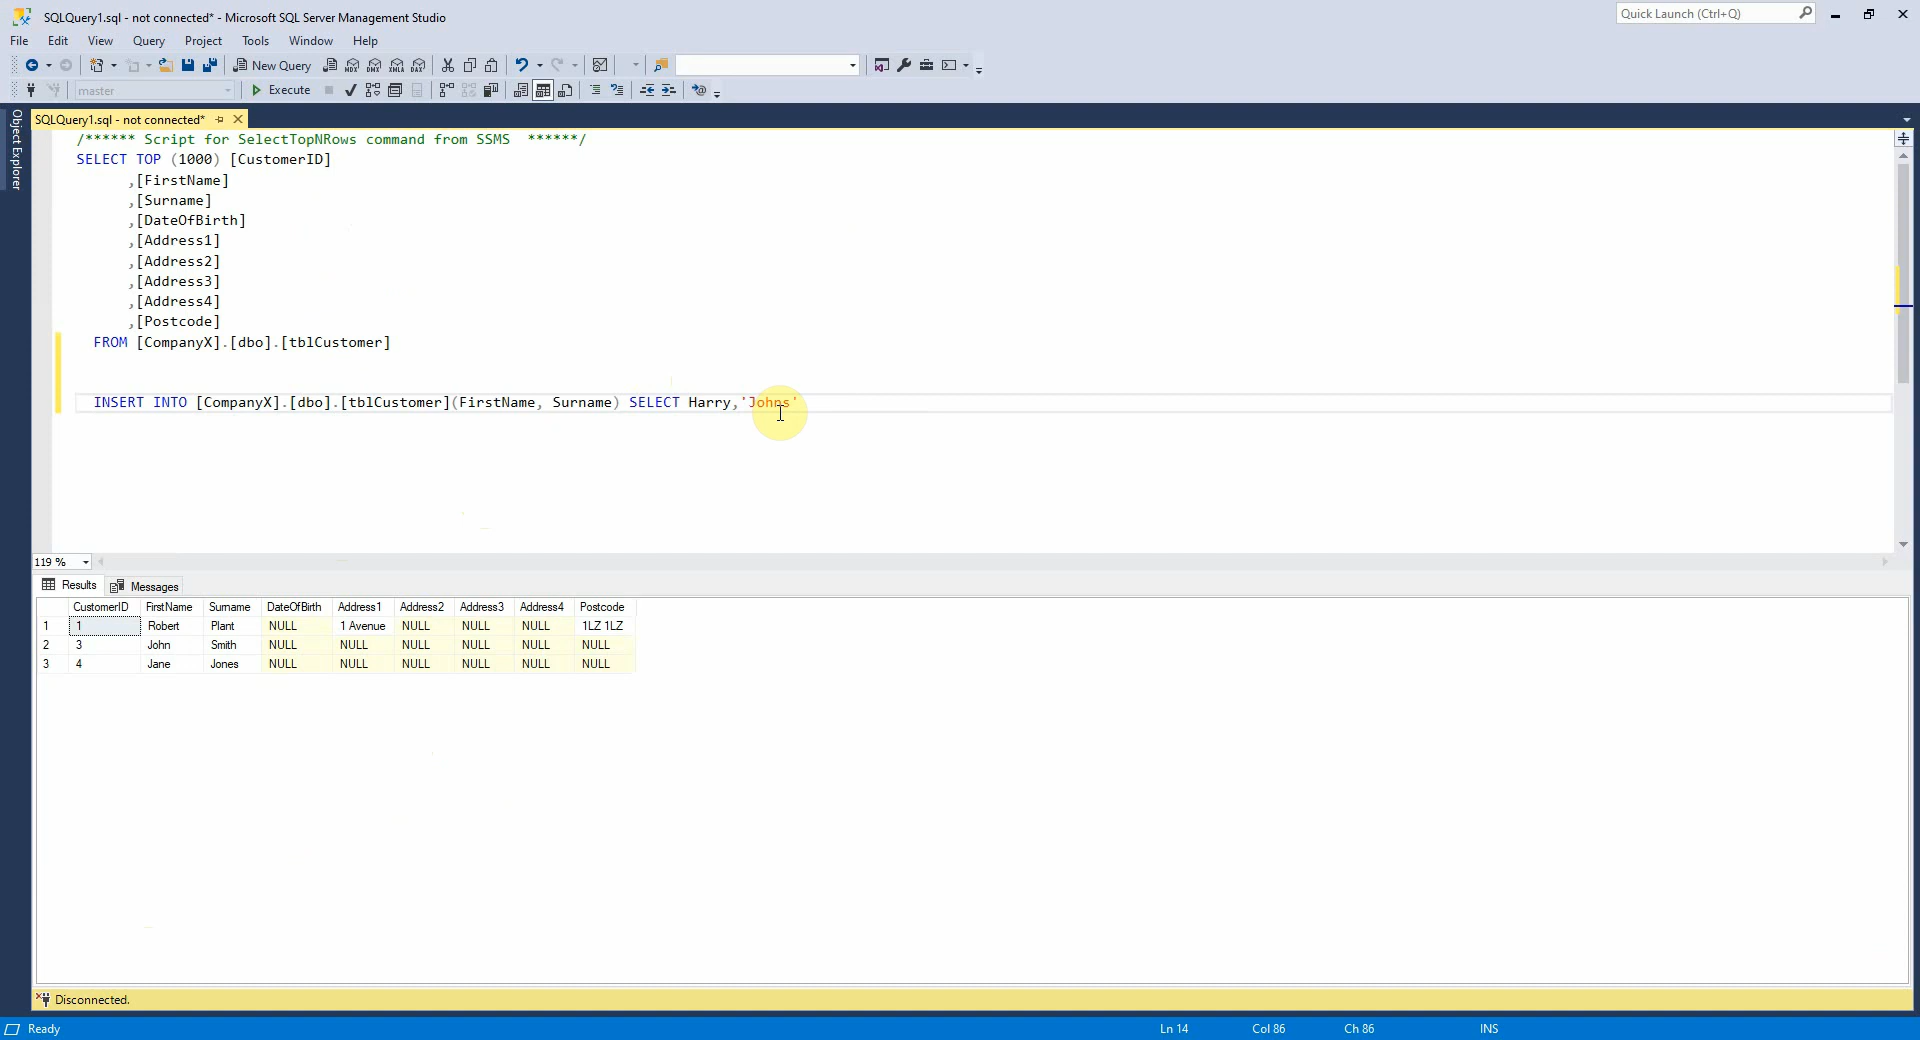 SQLQuery1.sql - not connected* - Microsoft SQL Server Management Studio
Quick Launch (Ctrl+Q)
File Edit View Query Project Tools Window Help
New Query
master Execute
Object Explorer
SQLQuery1.sql - not connected*
/****** Script for SelectTopNRows command from SSMS  ******/
SELECT TOP (1000) [CustomerID]
,[FirstName]
,[Surname]
,[DateOfBirth]
,[Address1]
,[Address2]
,[Address3]
,[Address4]
,[Postcode]
FROM [CompanyX].[dbo].[tblCustomer]
INSERT INTO [CompanyX].[dbo].[tblCustomer](FirstName, Surname) SELECT Harry,'Johns'
119 %
Results Messages
CustomerID FirstName Surname DateOfBirth Address1 Address2 Address3 Address4 Postcode
1 1 Robert Plant NULL 1 Avenue NULL NULL NULL 1LZ 1LZ
2 3 John Smith NULL NULL NULL NULL NULL NULL
3 4 Jane Jones NULL NULL NULL NULL NULL NULL
Disconnected.
Ready Ln 14 Col 86 Ch 86 INS